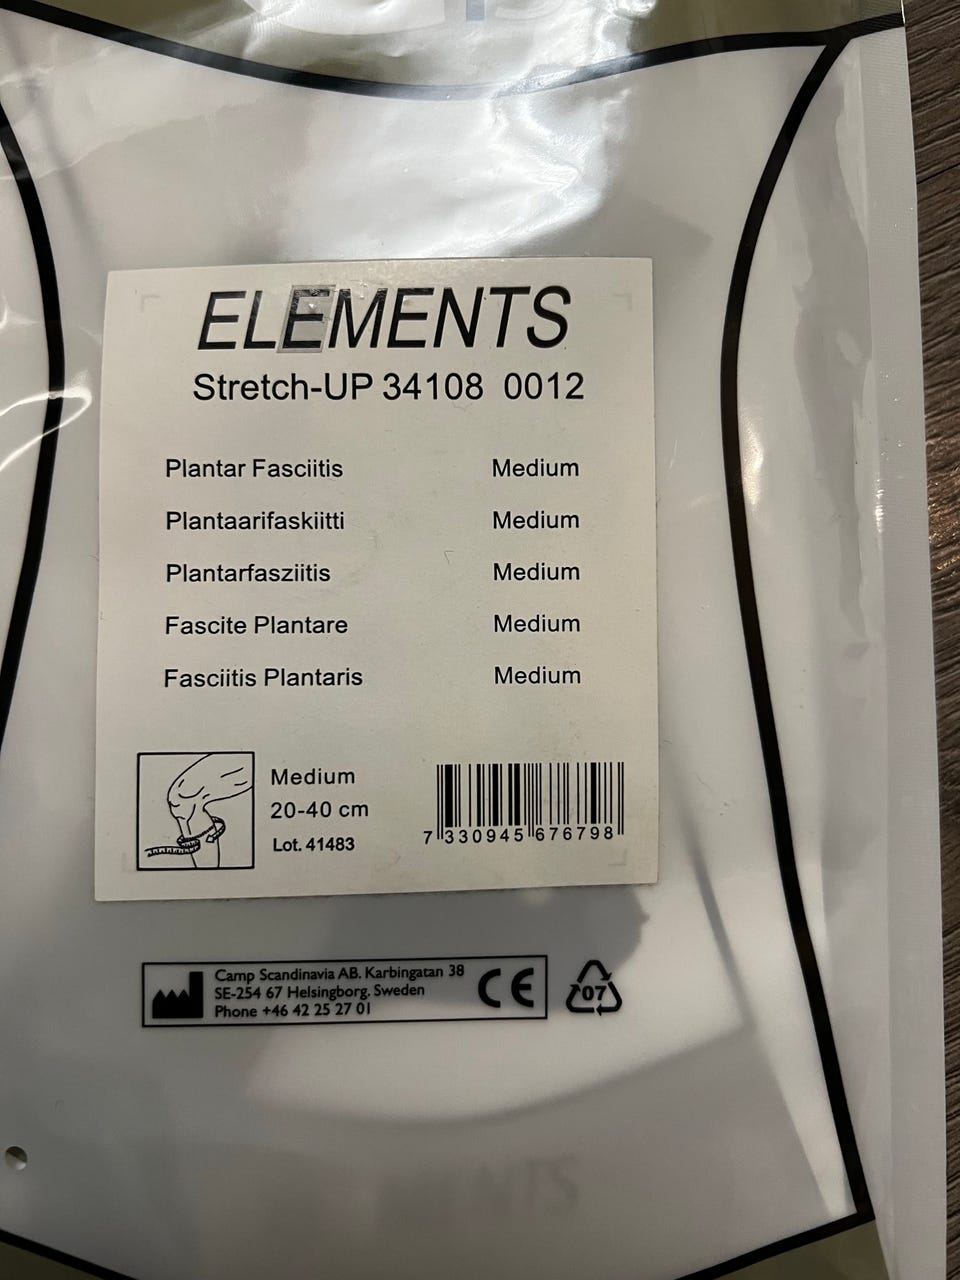 ELEMENTS
Stretch-UP 34108 0012
Plantar Fasciitis Medium
Plantaarifaskiitti Medium
Plantarfasziitis Medium
Fascite Plantare Medium
Fasciitis Plantaris Medium
Medium
20-40 cm
Lot. 41483
7 330945 676798
Camp Scandinavia AB. Karbingatan 38
SE-254 67 Helsingborg. Sweden
Phone +46 42 25 27 01
CE
07